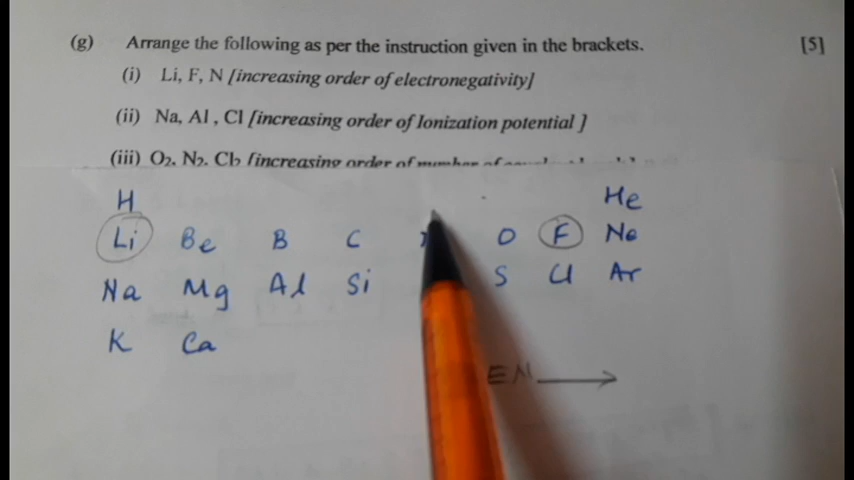 (g) Arrange the following as per the instruction given in the brackets. [5]
(i) Li, F, N [increasing order of electronegativity]
(ii) Na, Al , Cl [increasing order of Ionization potential ]
(iii) O₂, N₂, Cl₂ [increasing order of number of
H He
Li Be B C O F Ne
Na Mg Al Si S Cl Ar
K Ca
EN